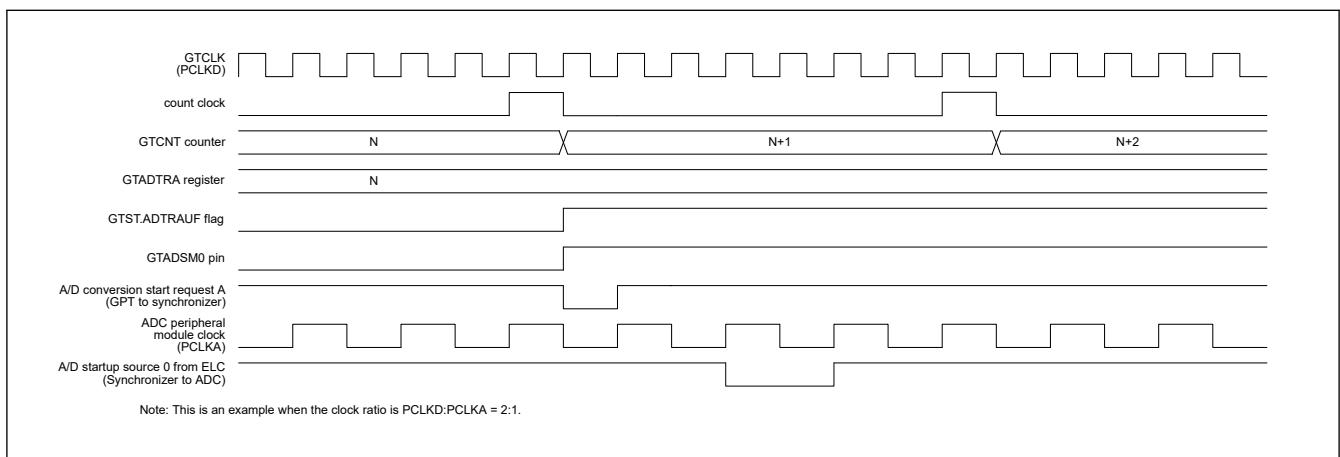 GTCLK
(PCLKD)
count clock
GTCNT counter
N
N+1
N+2
GTADTRA register
N
GTST.ADTRAUF flag
GTADSM0 pin
A/D conversion start request A
(GPT to synchronizer)
ADC peripheral
module clock
(PCLKA)
A/D startup source 0 from ELC
(Synchronizer to ADC)
Note: This is an example when the clock ratio is PCLKD:PCLKA = 2:1.